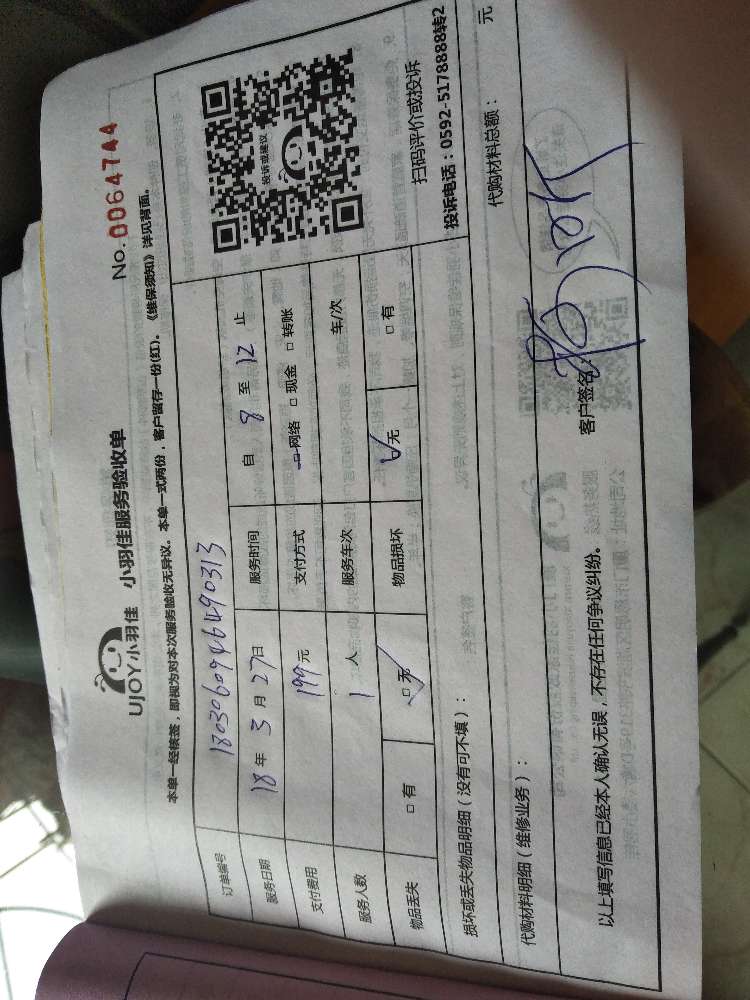 UJOY小羽佳 小羽佳服务验收单
No. 0064744
本单一经核签，即视为对本次服务验收无异议。本单一式两份，客户留存一份(红)。《维保须知》详见背面。
订单编号 1803060946490313
服务日期 18年3月27日 服务时间 自 8 至 12 止
支付费用 199元 支付方式 □网络 □现金 □转账
服务人数 1 人 服务车次 车/次
物品丢失 □有 □无 物品损坏 □无 □有
投诉或建议
扫码评价或投诉
投诉电话：0592-5178888转2
损坏或丢失物品明细（没有可不填）：
代购材料明细（维修业务）： 代购材料总额： 元
以上填写信息已经本人确认无误，不存在任何争议纠纷。 客户签名：